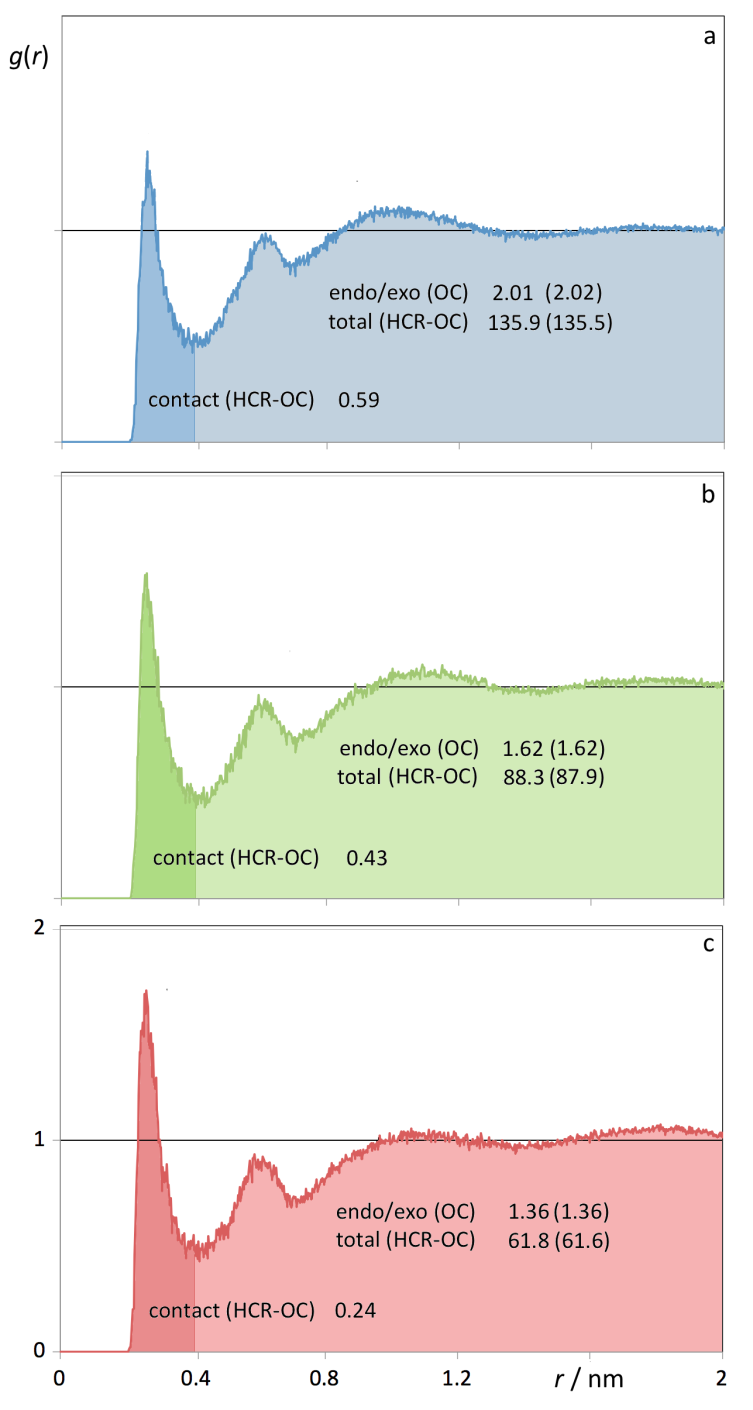 a
g(r)
endo/exo (OC) 2.01 (2.02)
total (HCR-OC) 135.9 (135.5)
contact (HCR-OC) 0.59
b
endo/exo (OC) 1.62 (1.62)
total (HCR-OC) 88.3 (87.9)
contact (HCR-OC) 0.43
2
c
1
endo/exo (OC) 1.36 (1.36)
total (HCR-OC) 61.8 (61.6)
contact (HCR-OC) 0.24
0
0 0.4 0.8 1.2 r / nm 2